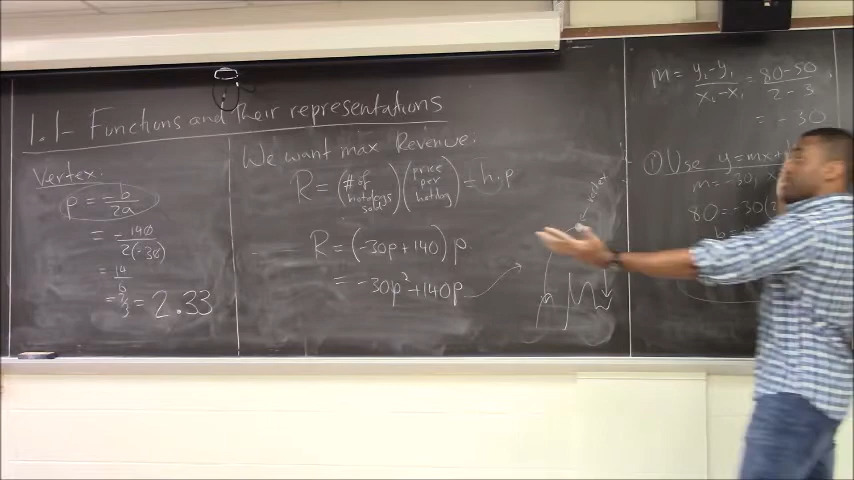 1.1- Functions and their representations
Vertex:
p = -b/2a
= -140/2(-30)
= 14/6
= 7/3 = 2.33
We want max Revenue:
R = (# of hotdogs sold)(price per hotdog) = h·p
R = (-30p + 140) p.
= -30p² + 140p
m = y₂-y₁/x₂-x₁ = 80-50/2-3
= -30
① Use y = mx+
m = -30,
80 = -30(2